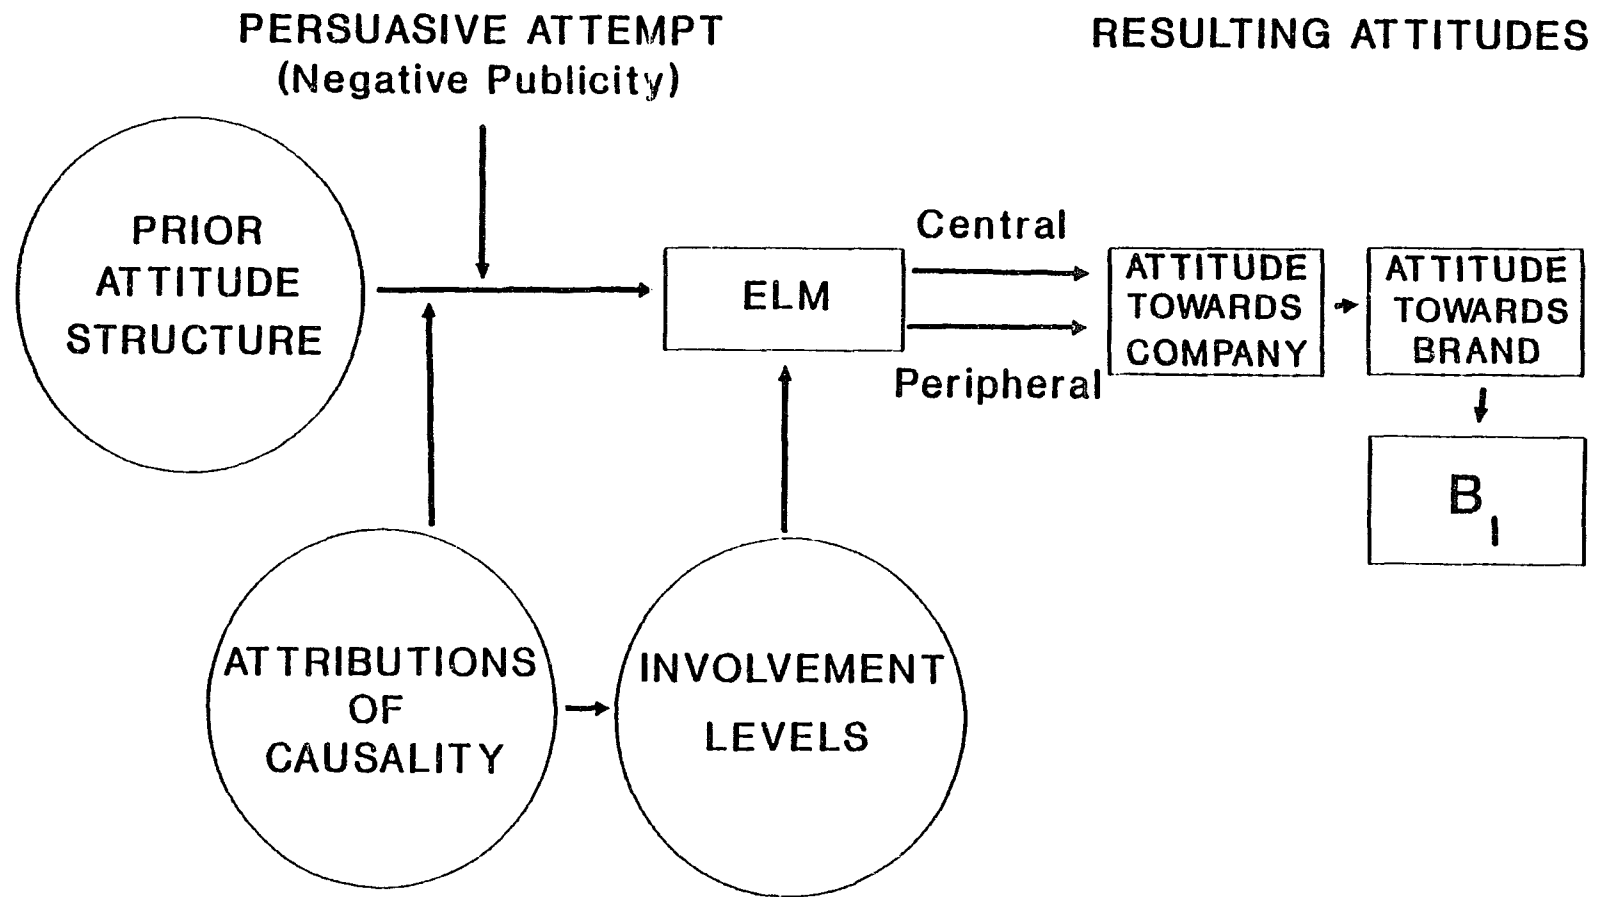 PERSUASIVE ATTEMPT
(Negative Publicity)
RESULTING ATTITUDES
PRIOR
ATTITUDE
STRUCTURE
ELM
Central
Peripheral
ATTITUDE
TOWARDS
COMPANY
ATTITUDE
TOWARDS
BRAND
B I
ATTRIBUTIONS
OF
CAUSALITY
INVOLVEMENT
LEVELS